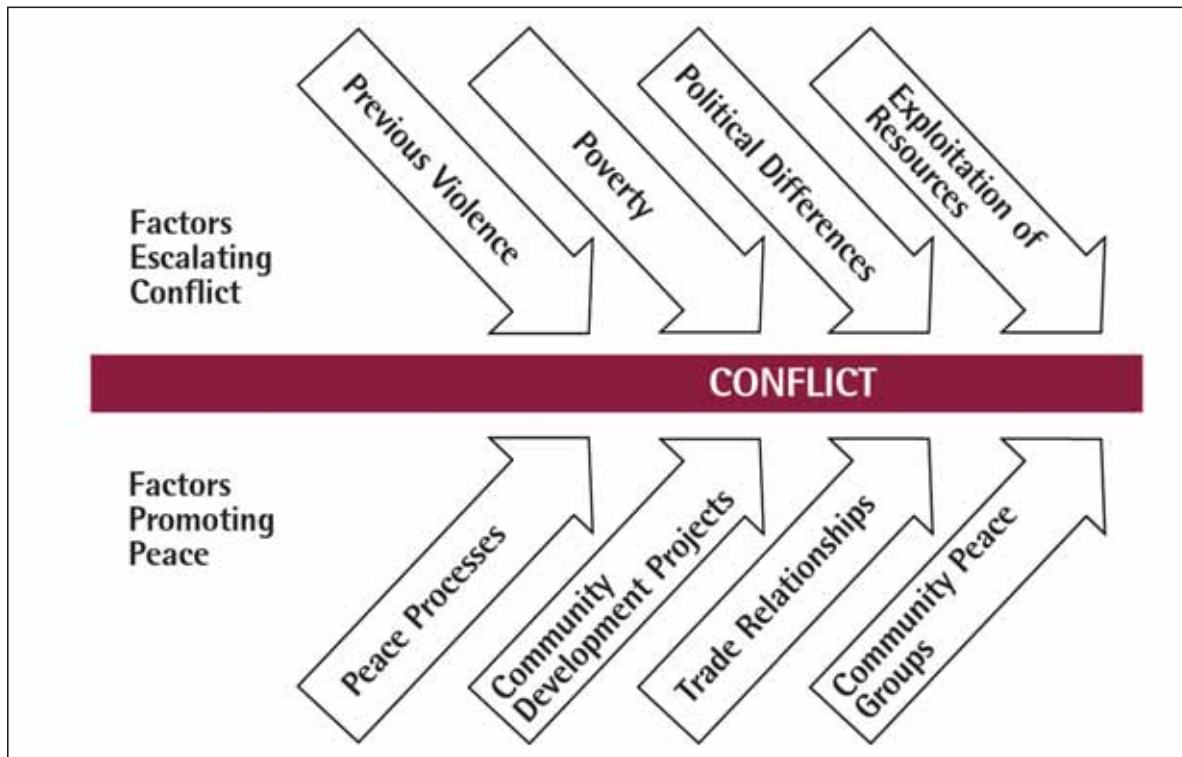 Previous Violence
Poverty
Political Differences
Exploitation of
Resources
Factors
Escalating
Conflict
CONFLICT
Factors
Promoting
Peace
Peace Processes
Community
Development Projects
Trade Relationships
Community Peace
Groups